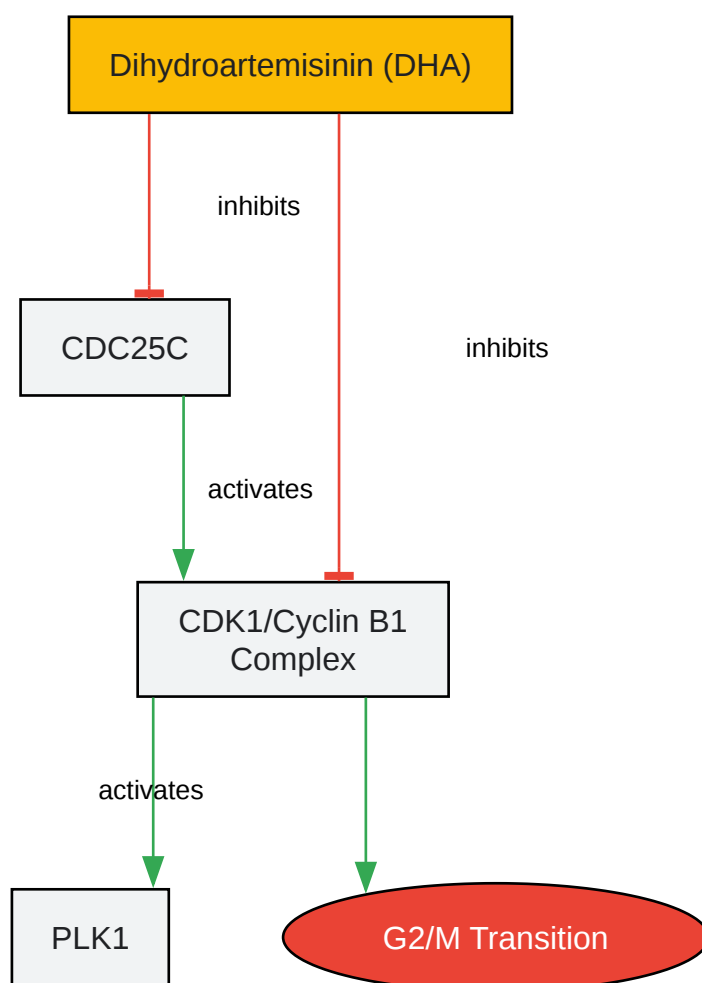 Dihydroartemisinin (DHA)
inhibits
CDC25C
inhibits
activates
CDK1/Cyclin B1
Complex
activates
PLK1
G2/M Transition